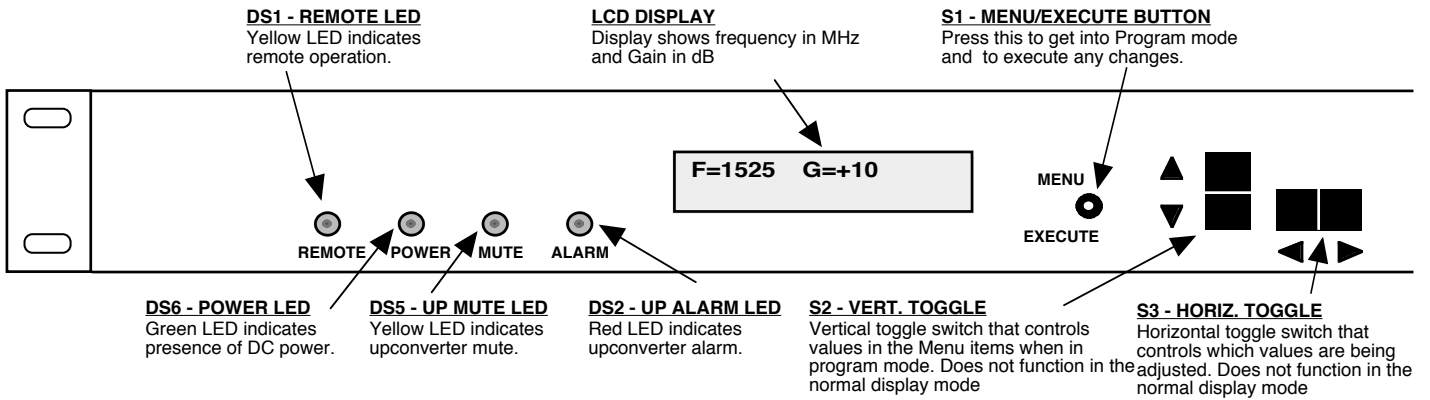 DS1 - REMOTE LED
Yellow LED indicates
remote operation.
LCD DISPLAY
Display shows frequency in MHz
and Gain in dB
S1 - MENU/EXECUTE BUTTON
Press this to get into Program mode
and to execute any changes.
F=1525 G=+10
MENU
EXECUTE
REMOTE
POWER
MUTE
ALARM
DS6 - POWER LED
Green LED indicates
presence of DC power.
DS5 - UP MUTE LED
Yellow LED indicates
upconverter mute.
DS2 - UP ALARM LED
Red LED indicates
upconverter alarm.
S2 - VERT. TOGGLE
Vertical toggle switch that controls
values in the Menu items when in
program mode. Does not function in the
normal display mode
S3 - HORIZ. TOGGLE
Horizontal toggle switch that
controls which values are being
adjusted. Does not function in the
normal display mode